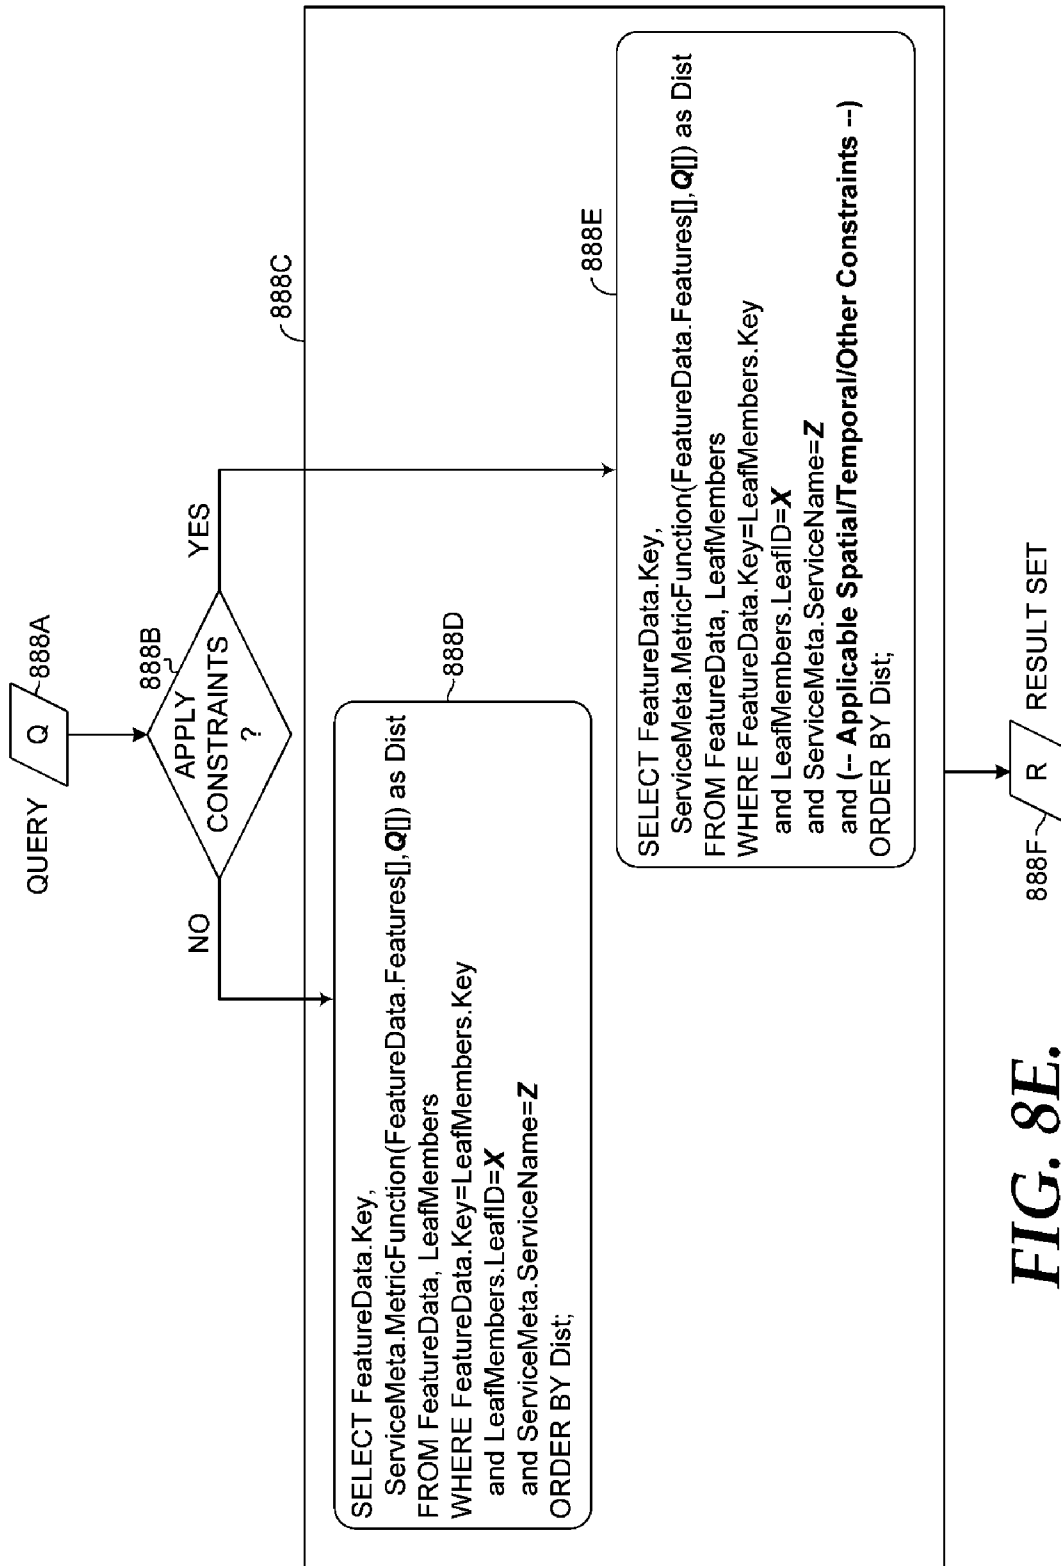 QUERY
Q
888A
APPLY
CONSTRAINTS
?
888B
NO
YES
888C
888D
SELECT FeatureData.Key,
ServiceMeta.MetricFunction(FeatureData.Features[],Q[]) as Dist
FROM FeatureData, LeafMembers
WHERE FeatureData.Key=LeafMembers.Key
and LeafMembers.LeafID=X
and ServiceMeta.ServiceName=Z
ORDER BY Dist;
888E
SELECT FeatureData.Key,
ServiceMeta.MetricFunction(FeatureData.Features[],Q[]) as Dist
FROM FeatureData, LeafMembers
WHERE FeatureData.Key=LeafMembers.Key
and LeafMembers.LeafID=X
and ServiceMeta.ServiceName=Z
and (-- Applicable Spatial/Temporal/Other Constraints --)
ORDER BY Dist;
888F
R
RESULT SET
FIG. 8E.